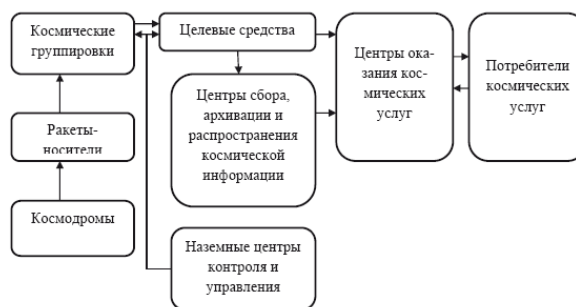 Космические
группировки
Целевые средства
Центры ока-
зания кос-
мических
услуг
Потребители
космических
услуг
Центры сбора,
архивации и
распространения
космической
информации
Ракеты-
носители
Космодромы
Наземные центры
контроля и
управления